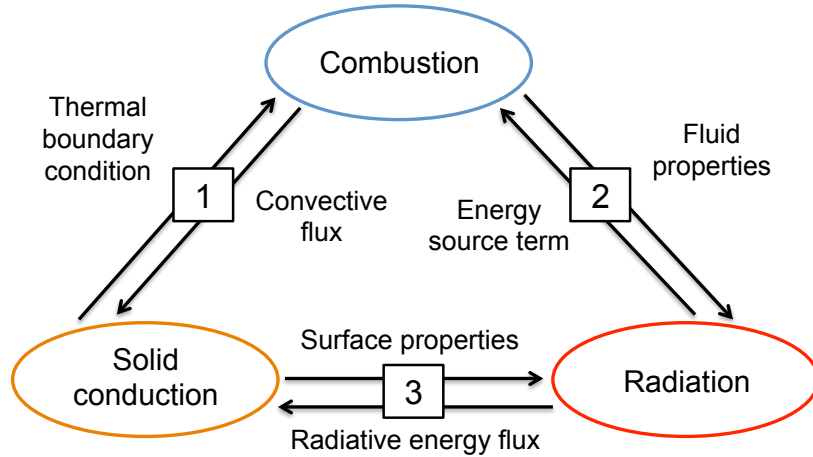 Combustion
Thermal
boundary
condition
1
Convective
flux
Fluid
properties
2
Energy
source term
Solid
conduction
Surface properties
3
Radiative energy flux
Radiation